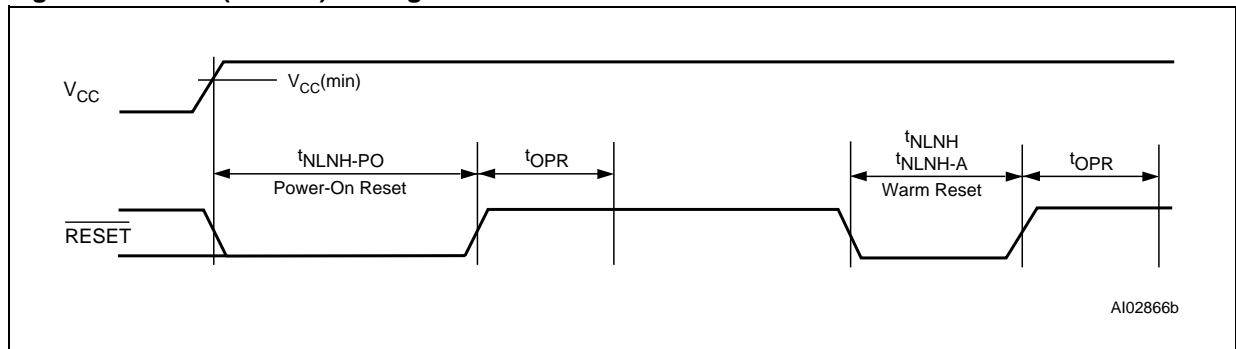 VCC
VCC(min)
tNLNH-PO
Power-On Reset
tOPR
tNLNH
tNLNH-A
Warm Reset
tOPR
RESET
AI02866b